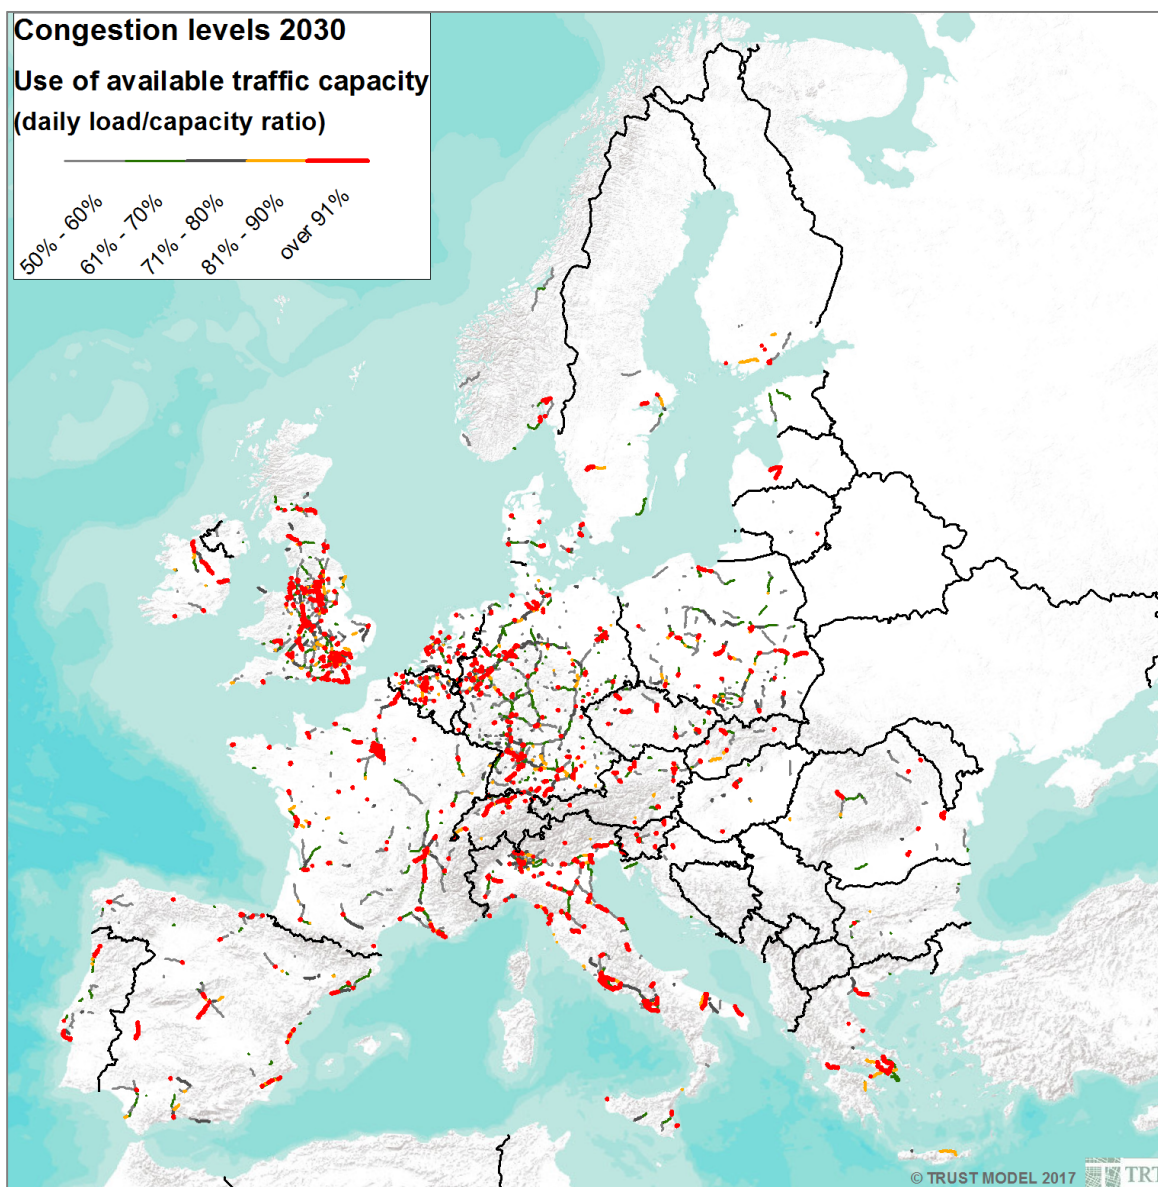 Congestion levels 2030
Use of available traffic capacity
(daily load/capacity ratio)
50% - 60%
61% - 70%
71% - 80%
81% - 90%
over 91%
© TRUST MODEL 2017
TRT